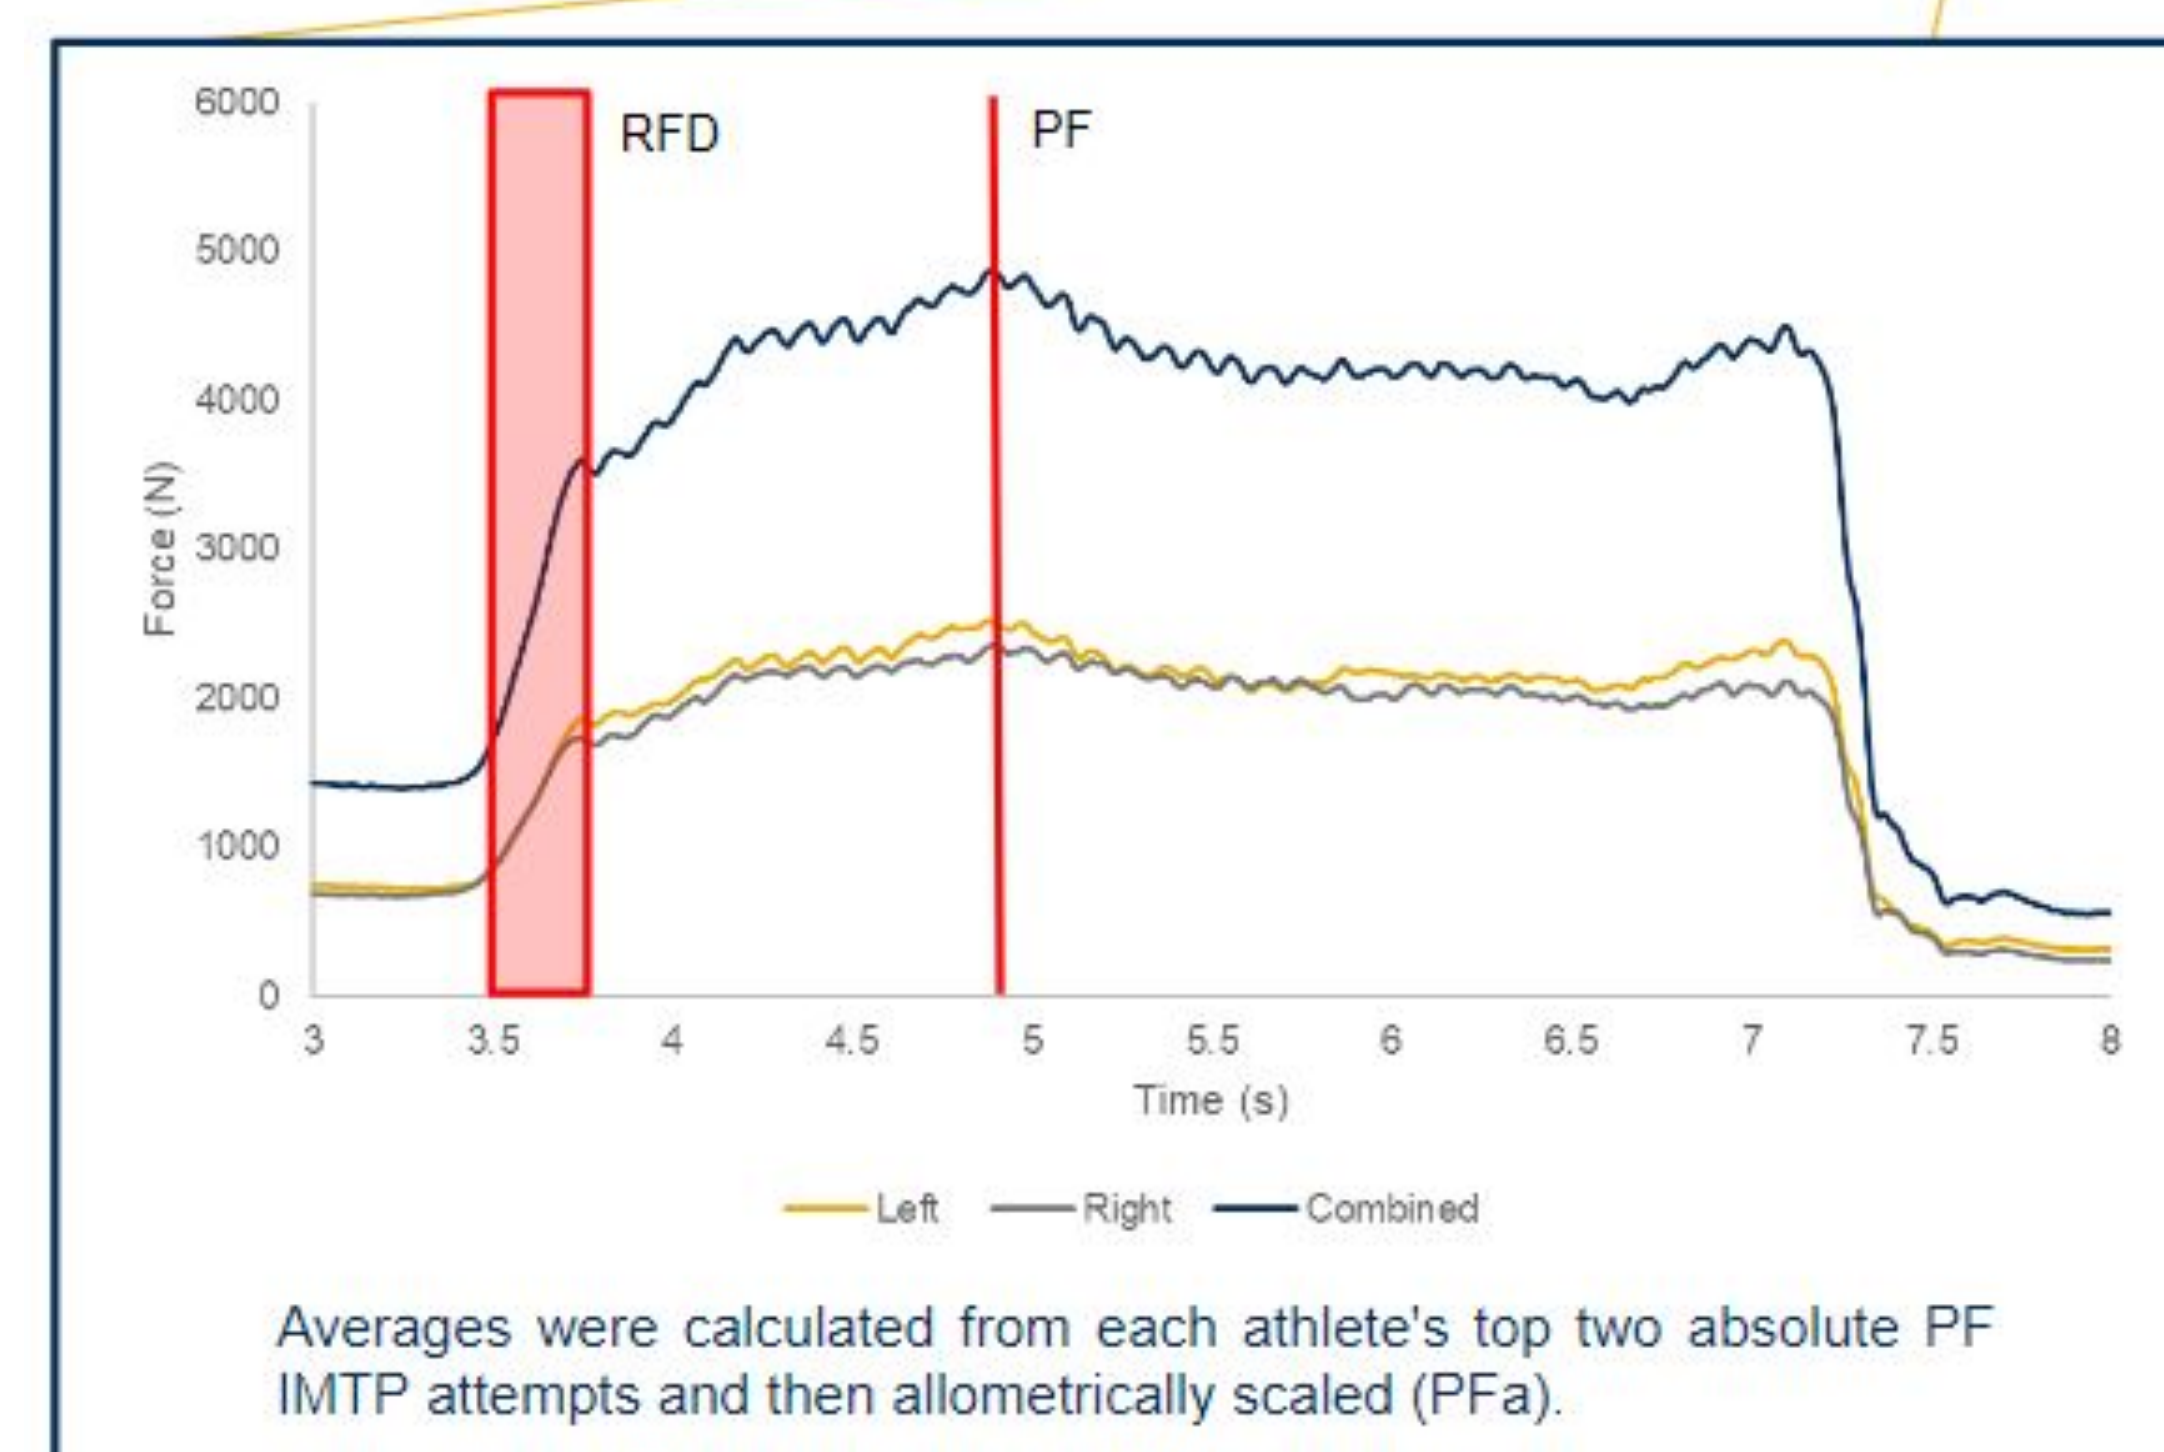 6000
RFD
PF
5000
4000
3000
2000
1000
0
Force (N)
3 3.5 4 4.5 5 5.5 6 6.5 7 7.5 8
Time (s)
Left Right Combined
Averages were calculated from each athlete's top two absolute PF
IMTP attempts and then allometrically scaled (PFa).